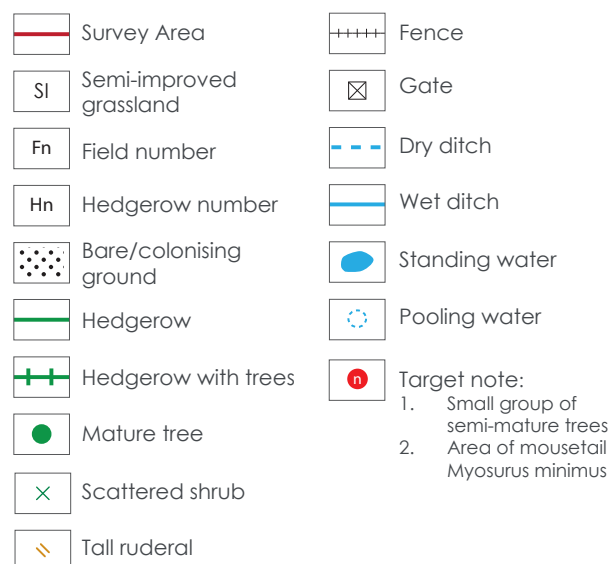 Survey Area
SI
Semi-improved
grassland
Fn
Field number
Hn
Hedgerow number
Bare/colonising
ground
Hedgerow
Hedgerow with trees
Mature tree
Scattered shrub
Tall ruderal
Fence
Gate
Dry ditch
Wet ditch
Standing water
Pooling water
n
Target note:
1. Small group of
semi-mature trees
2. Area of mousetail
Myosurus minimus